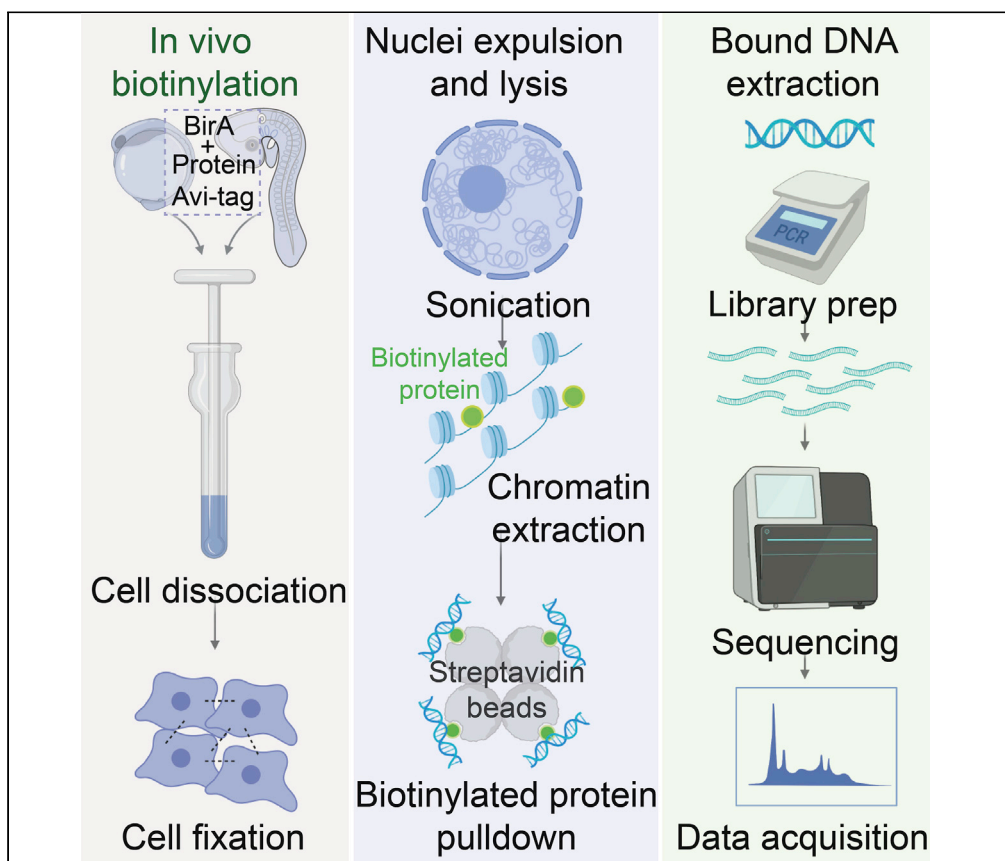 In vivo
biotinylation
BirA
+
Protein
Avi-tag
Cell dissociation
Cell fixation
Nuclei expulsion
and lysis
Sonication
Biotinylated
protein
Chromatin
extraction
Streptavidin
beads
Biotinylated protein
pulldown
Bound DNA
extraction
PCR
Library prep
Sequencing
Data acquisition